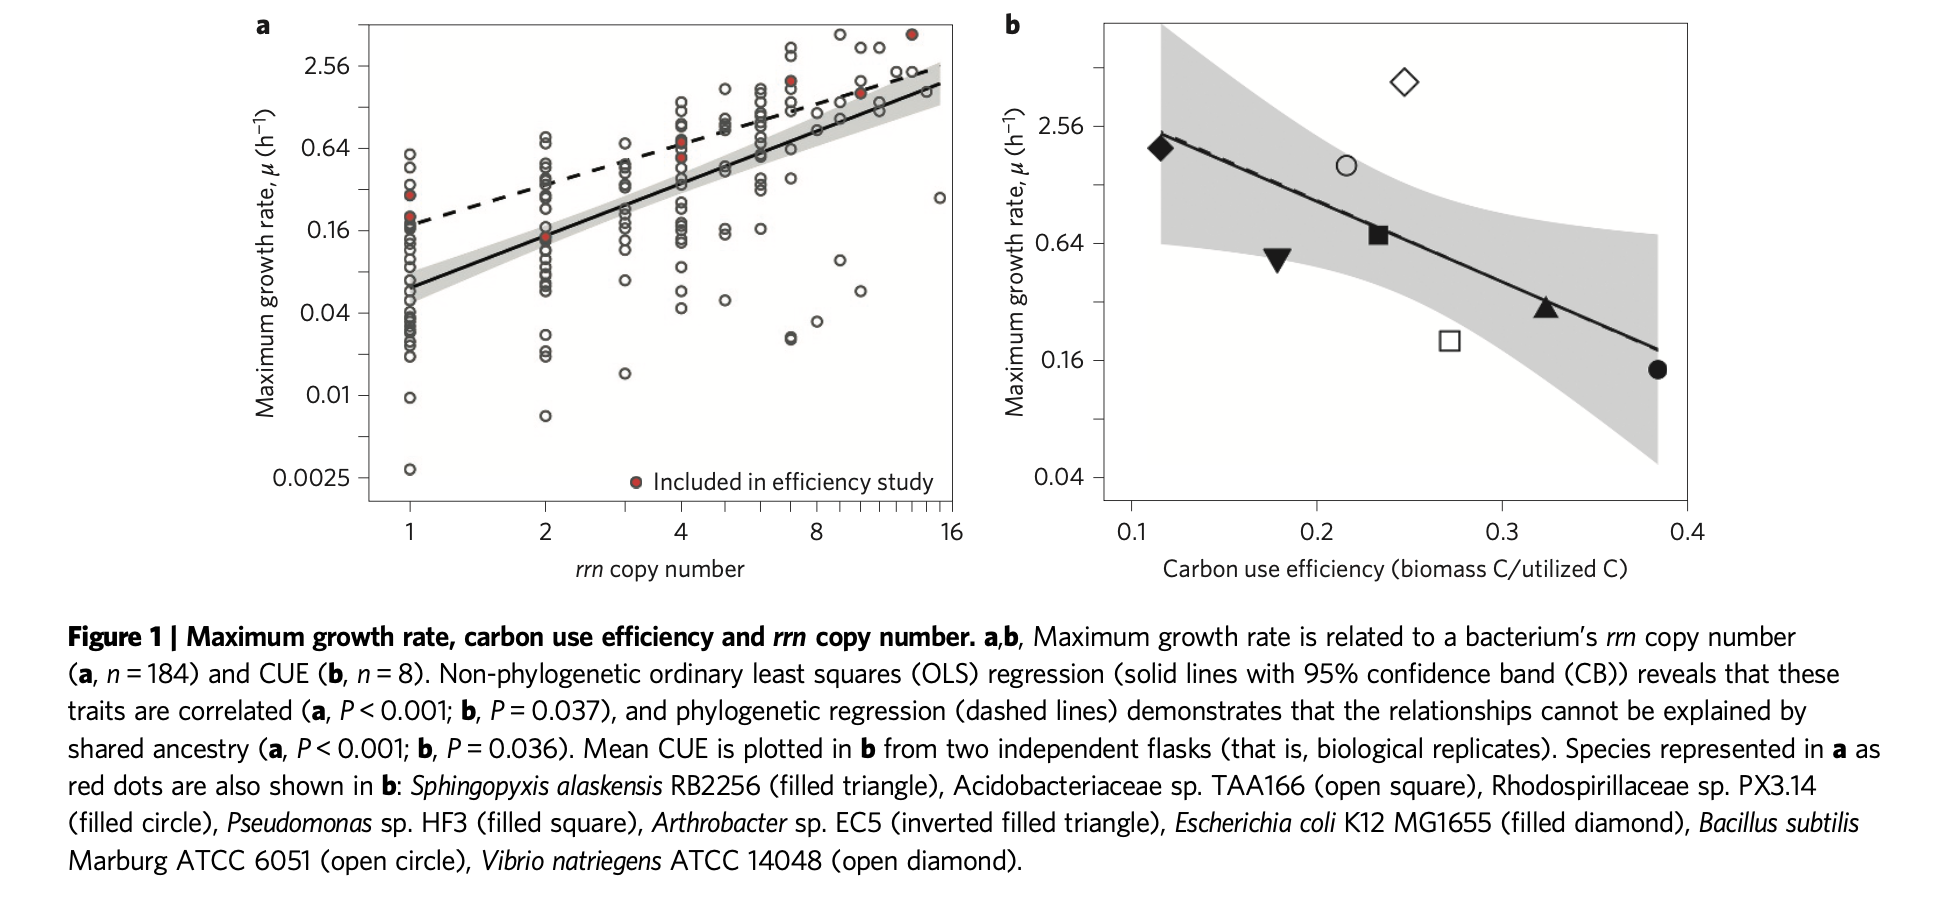 a
Maximum growth rate, μ (h⁻¹)
2.56
0.64
0.16
0.04
0.01
0.0025
Included in efficiency study
1 2 4 8 16
rrn copy number
b
Maximum growth rate, μ (h⁻¹)
2.56
0.64
0.16
0.04
0.1 0.2 0.3 0.4
Carbon use efficiency (biomass C/utilized C)
Figure 1 | Maximum growth rate, carbon use efficiency and rrn copy number. a,b, Maximum growth rate is related to a bacterium's rrn copy number
(a, n = 184) and CUE (b, n = 8). Non-phylogenetic ordinary least squares (OLS) regression (solid lines with 95% confidence band (CB)) reveals that these
traits are correlated (a, P < 0.001; b, P = 0.037), and phylogenetic regression (dashed lines) demonstrates that the relationships cannot be explained by
shared ancestry (a, P < 0.001; b, P = 0.036). Mean CUE is plotted in b from two independent flasks (that is, biological replicates). Species represented in a as
red dots are also shown in b: Sphingopyxis alaskensis RB2256 (filled triangle), Acidobacteriaceae sp. TAA166 (open square), Rhodospirillaceae sp. PX3.14
(filled circle), Pseudomonas sp. HF3 (filled square), Arthrobacter sp. EC5 (inverted filled triangle), Escherichia coli K12 MG1655 (filled diamond), Bacillus subtilis
Marburg ATCC 6051 (open circle), Vibrio natriegens ATCC 14048 (open diamond).